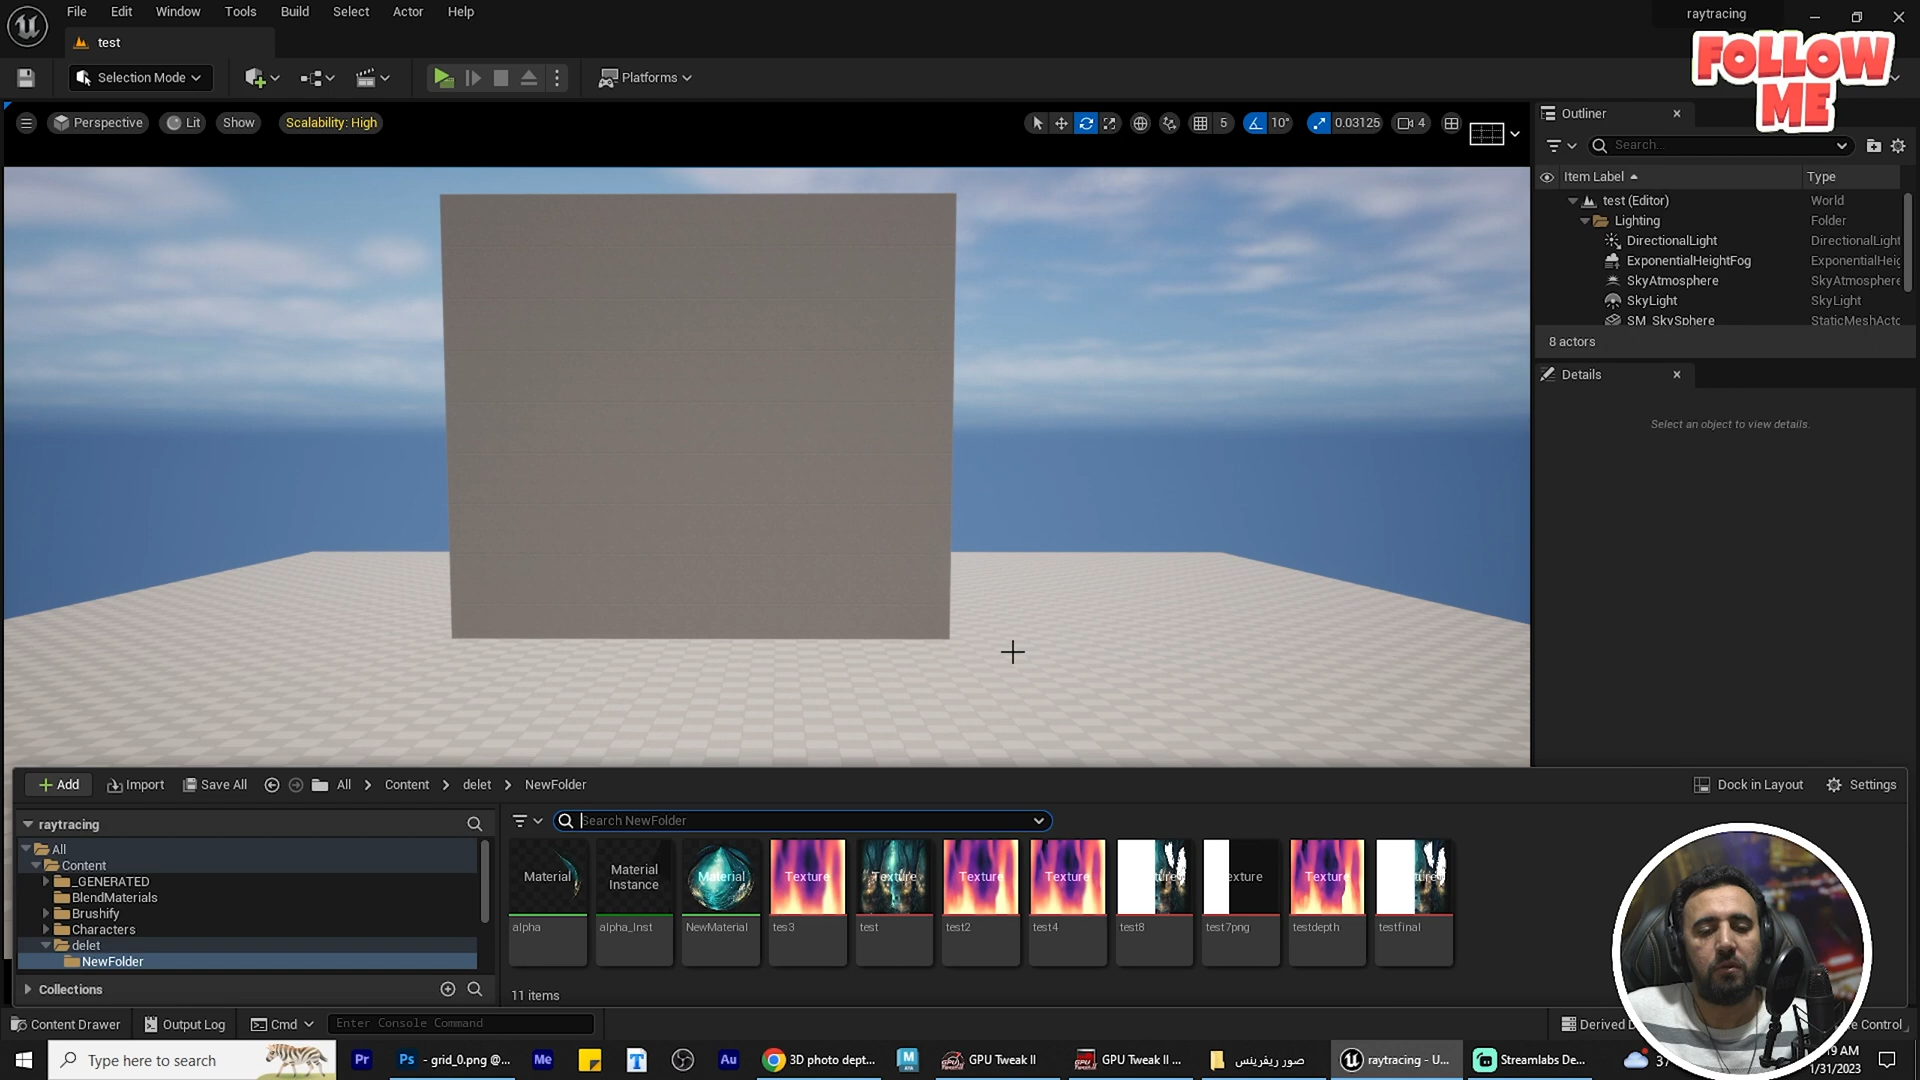 File Edit Window Tools Build Select Actor Help
raytracing
test
FOLLOW
ME
Selection Mode
Platforms
Perspective
Lit
Show
Scalability: High
5
10°
0.03125
4
Outliner
Search...
Item Label
Type
test (Editor)
World
Lighting
Folder
DirectionalLight
DirectionalLight
ExponentialHeightFog
ExponentialHeig
SkyAtmosphere
SkyAtmosphere
SkyLight
SkyLight
SM_SkySphere
StaticMeshActo
8 actors
Details
Select an object to view details.
Add
Import
Save All
All
Content
delet
NewFolder
Dock in Layout
Settings
raytracing
All
Content
_GENERATED
BlendMaterials
Brushify
Characters
delet
NewFolder
Collections
Search NewFolder
Material
Material
Instance
Material
Texture
Texture
Texture
Texture
exture
Texture
alpha
alpha_Inst
NewMaterial
tes3
test
test2
test4
test8
test7png
testdepth
testfinal
11 items
Content Drawer
Output Log
Cmd
Enter Console Command
Derived D
e Control
Type here to search
Pr
Ps
- grid_0.png @...
Me
T
Au
3D photo dept...
GPU Tweak II
GPU Tweak II ...
صور ريفرينس
raytracing - U...
Streamlabs De...
37
19 AM
1/31/2023